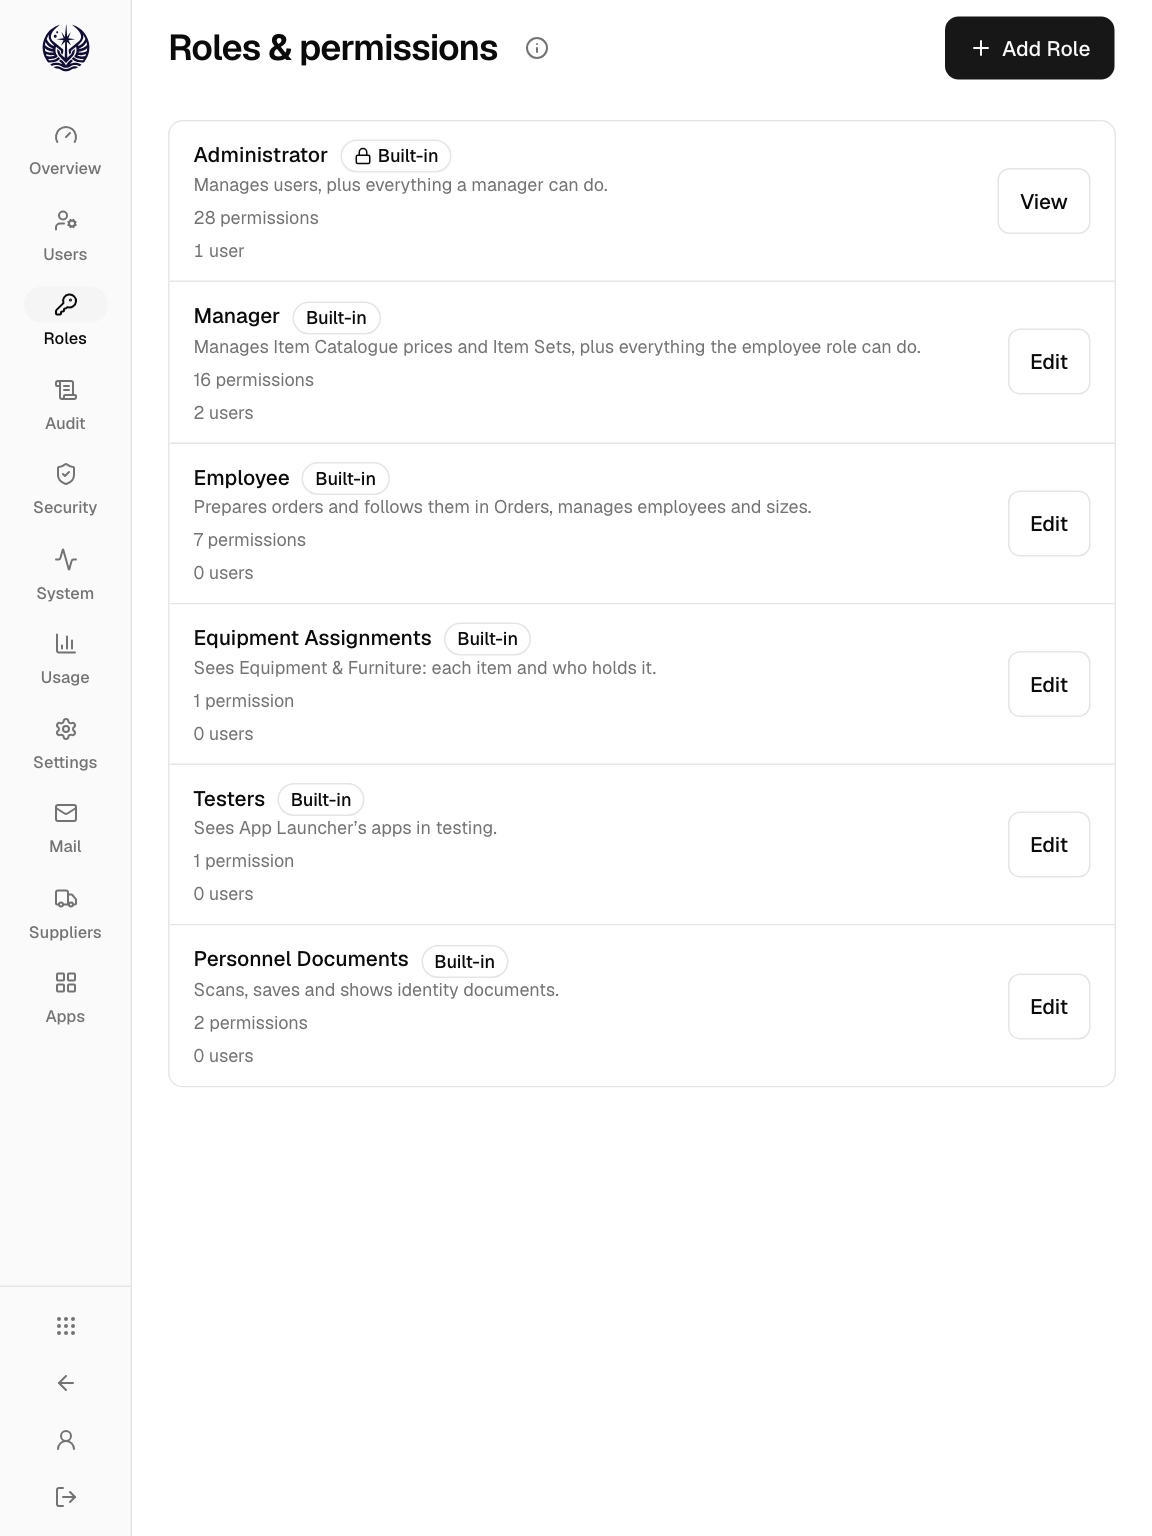 Roles & permissions
+ Add Role
Overview
Users
Roles
Audit
Security
System
Usage
Settings
Mail
Suppliers
Apps
Administrator Built-in
Manages users, plus everything a manager can do.
28 permissions
1 user
View
Manager Built-in
Manages Item Catalogue prices and Item Sets, plus everything the employee role can do.
16 permissions
2 users
Edit
Employee Built-in
Prepares orders and follows them in Orders, manages employees and sizes.
7 permissions
0 users
Edit
Equipment Assignments Built-in
Sees Equipment & Furniture: each item and who holds it.
1 permission
0 users
Edit
Testers Built-in
Sees App Launcher’s apps in testing.
1 permission
0 users
Edit
Personnel Documents Built-in
Scans, saves and shows identity documents.
2 permissions
0 users
Edit